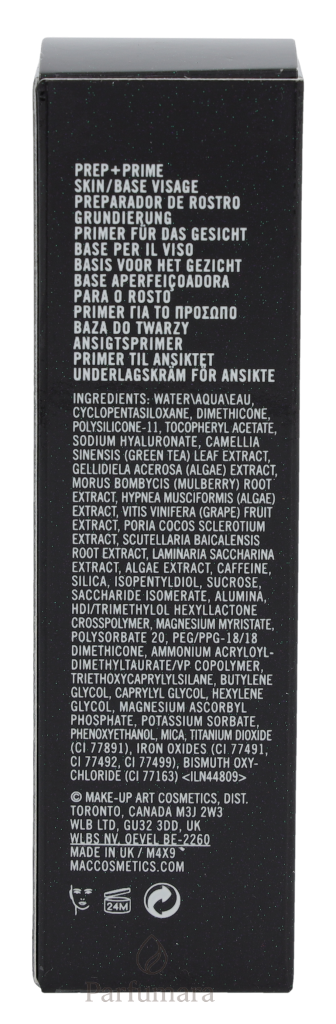 PREP+PRIME
SKIN/BASE VISAGE
PREPARADOR DE ROSTRO
GRUNDIERUNG
PRIMER FÜR DAS GESICHT
BASE PER IL VISO
BASIS VOOR HET GEZICHT
BASE APERFEIÇOADORA
PARA O ROSTO
PRIMER ΓΙΑ ΤΟ ΠΡΟΣΩΠΟ
BAZA DO TWARZY
ANSIGTSPRIMER
PRIMER TIL ANSIKTET
UNDERLAGSKRÄM FÖR ANSIKTE
INGREDIENTS: WATER\AQUA\EAU,
CYCLOPENTASILOXANE, DIMETHICONE,
POLYSILICONE-11, TOCOPHERYL ACETATE,
SODIUM HYALURONATE, CAMELLIA
SINENSIS (GREEN TEA) LEAF EXTRACT,
GELLIDIELA ACEROSA (ALGAE) EXTRACT,
MORUS BOMBYCIS (MULBERRY) ROOT
EXTRACT, HYPNEA MUSCIFORMIS (ALGAE)
EXTRACT, VITIS VINIFERA (GRAPE) FRUIT
EXTRACT, PORIA COCOS SCLEROTIUM
EXTRACT, SCUTELLARIA BAICALENSIS
ROOT EXTRACT, LAMINARIA SACCHARINA
EXTRACT, ALGAE EXTRACT, CAFFEINE,
SILICA, ISOPENTYLDIOL, SUCROSE,
SACCHARIDE ISOMERATE, ALUMINA,
HDI/TRIMETHYLOL HEXYLLACTONE
CROSSPOLYMER, MAGNESIUM MYRISTATE,
POLYSORBATE 20, PEG/PPG-18/18
DIMETHICONE, AMMONIUM ACRYLOYL-
DIMETHYLTAURATE/VP COPOLYMER,
TRIETHOXYCAPRYLYLSILANE, BUTYLENE
GLYCOL, CAPRYLYL GLYCOL, HEXYLENE
GLYCOL, MAGNESIUM ASCORBYL
PHOSPHATE, POTASSIUM SORBATE,
PHENOXYETHANOL, MICA, TITANIUM DIOXIDE
(CI 77891), IRON OXIDES (CI 77491,
CI 77492, CI 77499), BISMUTH OXY-
CHLORIDE (CI 77163) <ILN44809>
© MAKE-UP ART COSMETICS, DIST.
TORONTO, CANADA M3J 2W3
WLB LTD, GU32 3DD, UK
WLBS NV, OEVEL BE-2260
MADE IN UK / M4X9
MACCOSMETICS.COM
24M
Parfumara